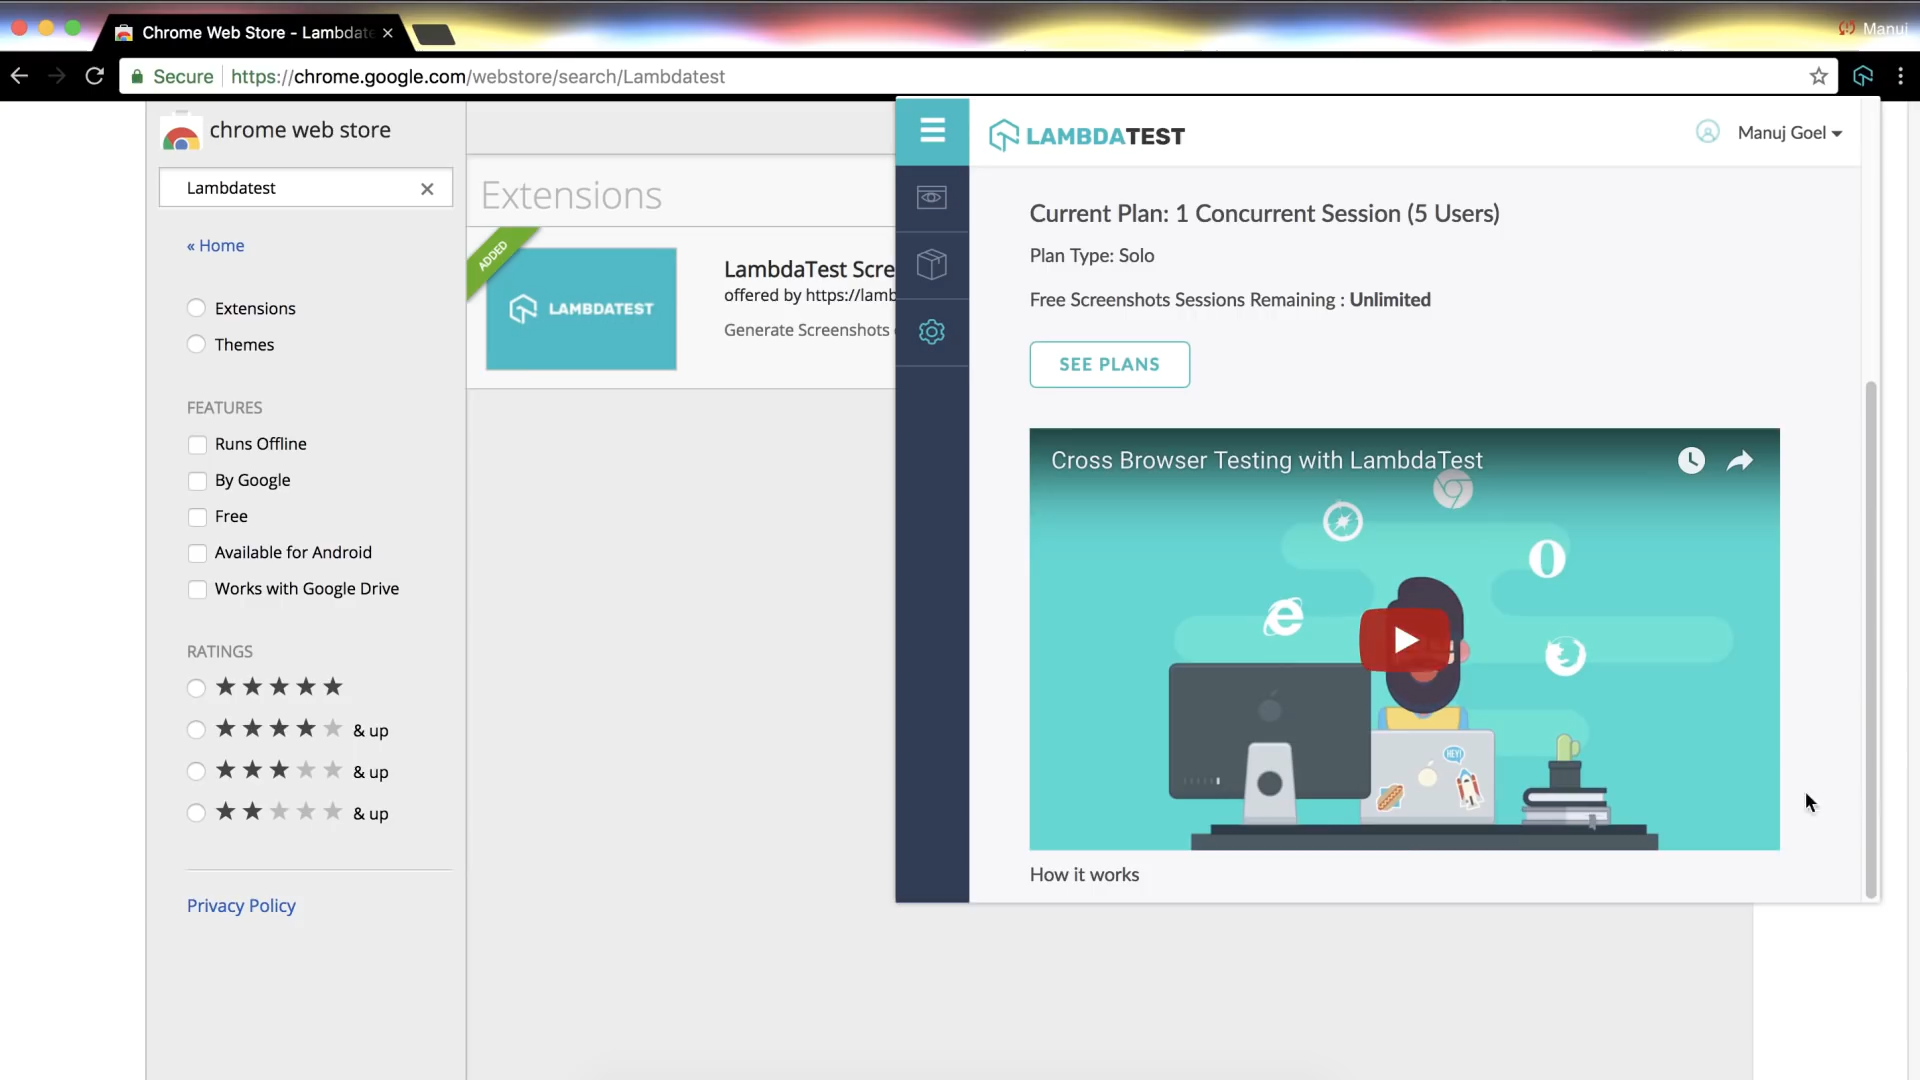 Chrome Web Store - Lambdate
Manuj
Secure
https://chrome.google.com/webstore/search/Lambdatest
chrome web store
Lambdatest
« Home
Extensions
Themes
FEATURES
Runs Offline
By Google
Free
Available for Android
Works with Google Drive
RATINGS
& up
& up
& up
Privacy Policy
Extensions
ADDED
LAMBDATEST
LambdaTest Scre
offered by https://lamb
Generate Screenshots
LAMBDATEST
Manuj Goel
Current Plan: 1 Concurrent Session (5 Users)
Plan Type: Solo
Free Screenshots Sessions Remaining : Unlimited
SEE PLANS
Cross Browser Testing with LambdaTest
HEY!
How it works